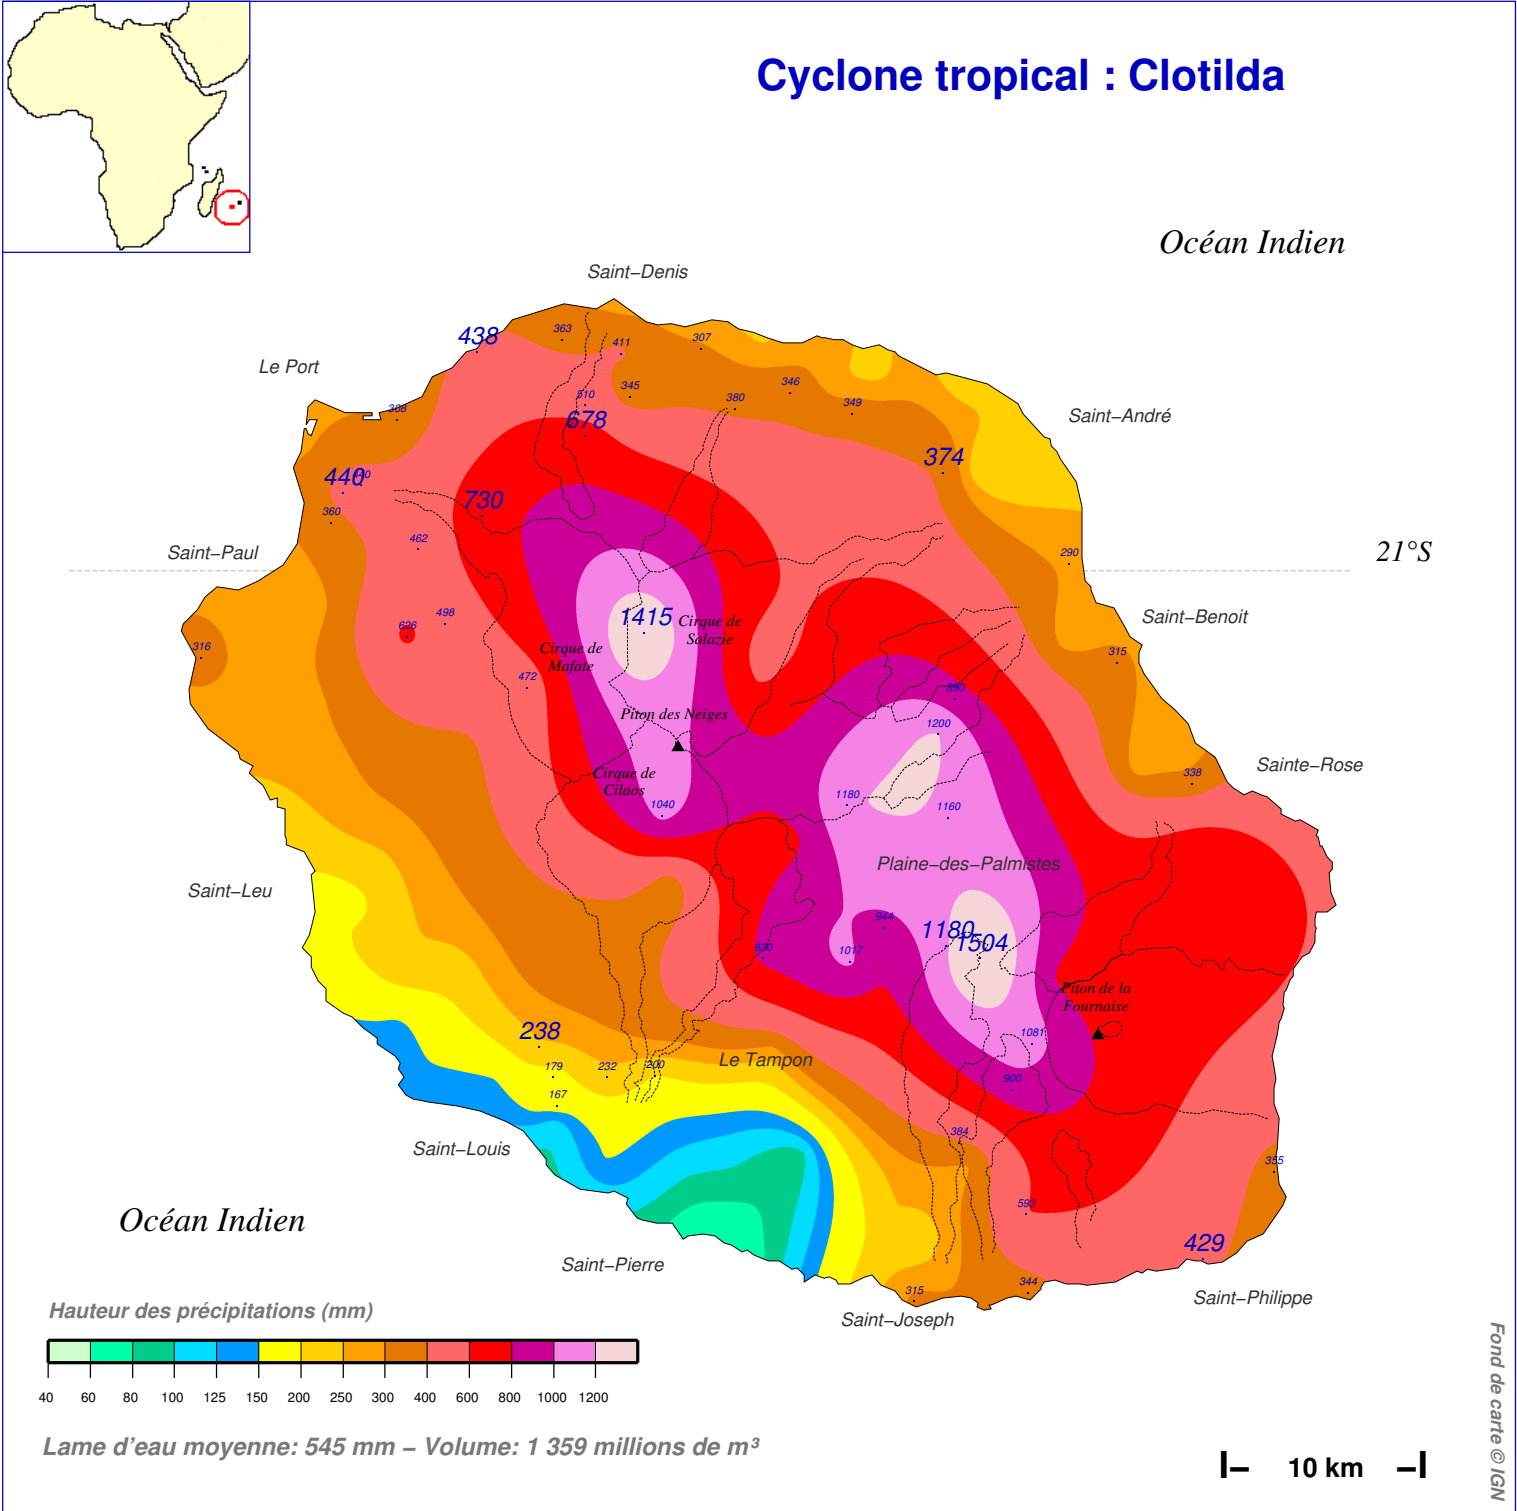 Cyclone tropical : Clotilda
Océan Indien
Saint–Denis
438
363
411
307
Le Port
308
510
345
380
346
349
678
Saint–André
440
374
360
730
462
Saint–Paul
290
21°S
498
626
1415
Cirque de
Salazie
Saint–Benoit
316
Cirque de
Mafate
472
315
Piton des Neiges
1200
Cirque de
Cilaos
338
Sainte–Rose
1040
1180
1160
Plaine–des–Palmistes
Saint–Leu
944
1180
1504
830
1017
Piton de la
Fournaise
238
1081
179
232
200
Le Tampon
900
167
384
Saint–Louis
355
593
Océan Indien
429
Saint–Pierre
315
344
Saint–Philippe
Saint–Joseph
Hauteur des précipitations (mm)
40 60 80 100 125 150 200 250 300 400 600 800 1000 1200
Lame d'eau moyenne: 545 mm – Volume: 1 359 millions de m³
10 km
Fond de carte © IGN